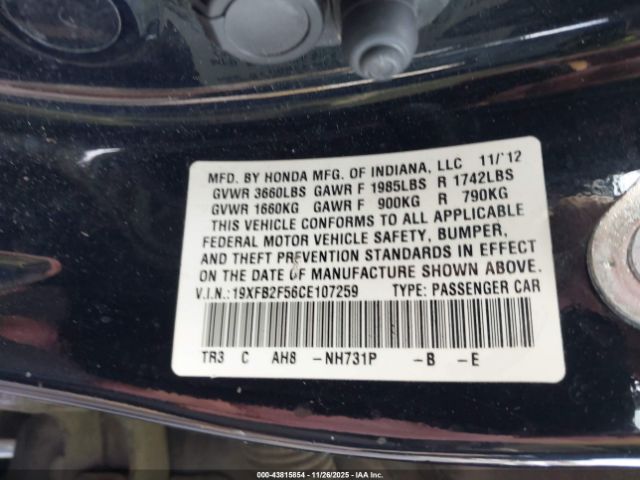 MFD. BY HONDA MFG. OF INDIANA, LLC 11/'12
GVWR 3660LBS GAWR F 1985LBS R 1742LBS
GVWR 1660KG GAWR F 900KG R 790KG
THIS VEHICLE CONFORMS TO ALL APPLICABLE
FEDERAL MOTOR VEHICLE SAFETY, BUMPER,
AND THEFT PREVENTION STANDARDS IN EFFECT
ON THE DATE OF MANUFACTURE SHOWN ABOVE.
V.I.N.:19XFB2F56CE107259 TYPE: PASSENGER CAR
TR3 C AH8 -NH731P -B -E
000-43815854 | 11/26/2025 | IAA Inc.